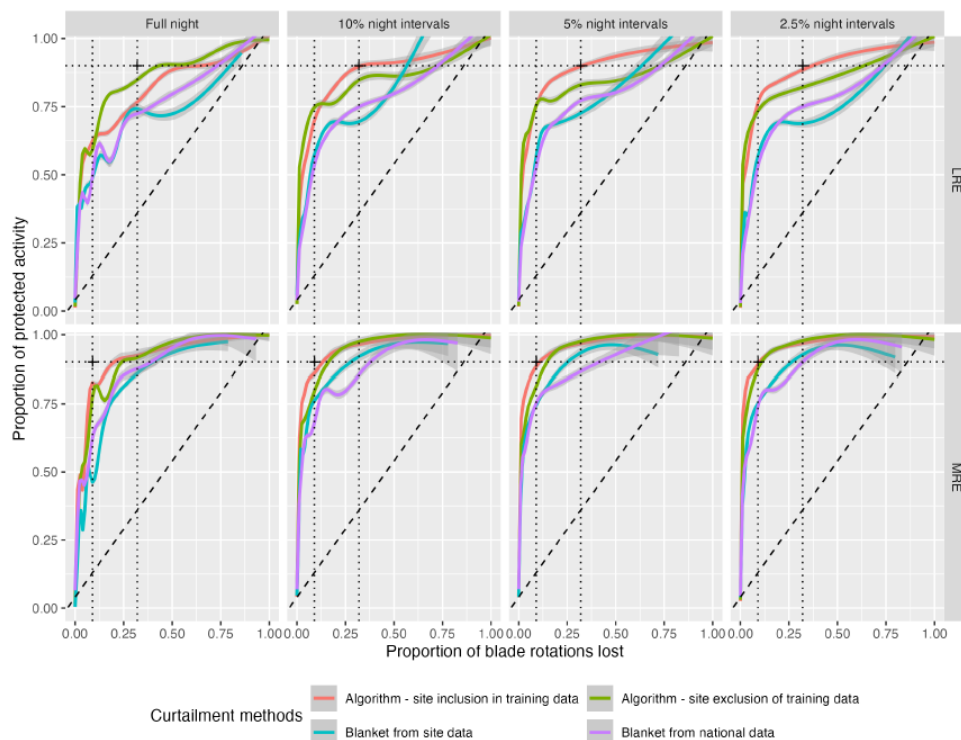 Full night 10% night intervals 5% night intervals 2.5% night intervals
1.00
0.75
0.50
0.25
0.00
LRE
1.00
0.75
0.50
0.25
0.00
MRE
Proportion of protected activity
0.00 0.25 0.50 0.75 1.00 0.00 0.25 0.50 0.75 1.00 0.00 0.25 0.50 0.75 1.00 0.00 0.25 0.50 0.75 1.00
Proportion of blade rotations lost
Curtailment methods
Algorithm - site inclusion in training data Algorithm - site exclusion of training data
Blanket from site data Blanket from national data